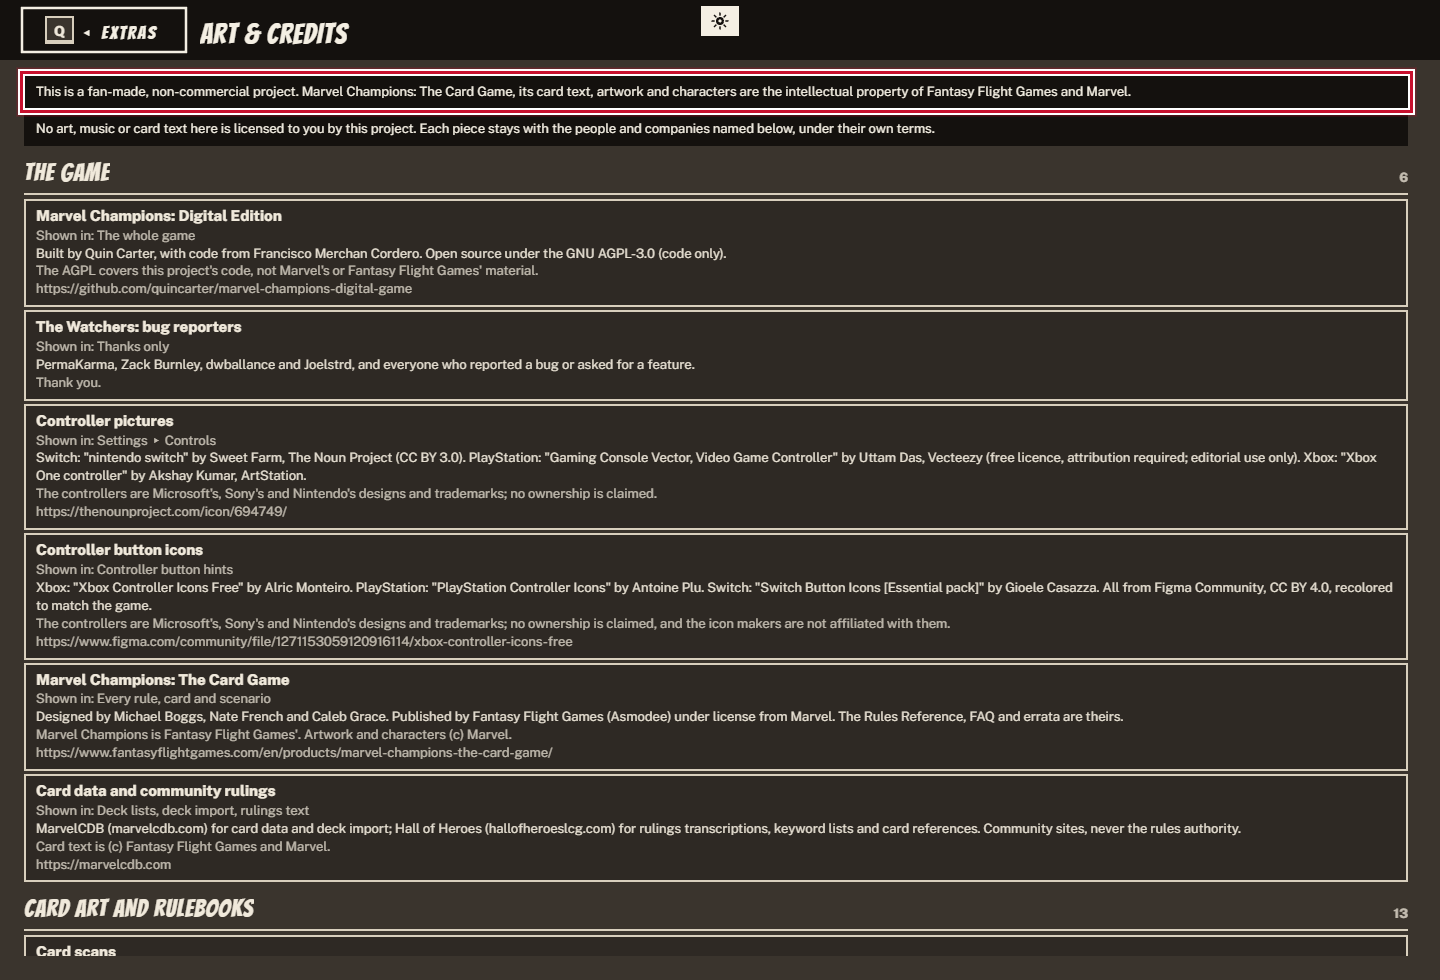 Q ◂ EXTRAS ART & CREDITS
This is a fan-made, non-commercial project. Marvel Champions: The Card Game, its card text, artwork and characters are the intellectual property of Fantasy Flight Games and Marvel.
No art, music or card text here is licensed to you by this project. Each piece stays with the people and companies named below, under their own terms.
THE GAME 6
Marvel Champions: Digital Edition
Shown in: The whole game
Built by Quin Carter, with code from Francisco Merchan Cordero. Open source under the GNU AGPL-3.0 (code only).
The AGPL covers this project's code, not Marvel's or Fantasy Flight Games' material.
https://github.com/quincarter/marvel-champions-digital-game
The Watchers: bug reporters
Shown in: Thanks only
PermaKarma, Zack Burnley, dwballance and Joelstrd, and everyone who reported a bug or asked for a feature.
Thank you.
Controller pictures
Shown in: Settings ▸ Controls
Switch: "nintendo switch" by Sweet Farm, The Noun Project (CC BY 3.0). PlayStation: "Gaming Console Vector, Video Game Controller" by Uttam Das, Vecteezy (free licence, attribution required; editorial use only). Xbox: "Xbox
One controller" by Akshay Kumar, ArtStation.
The controllers are Microsoft's, Sony's and Nintendo's designs and trademarks; no ownership is claimed.
https://thenounproject.com/icon/694749/
Controller button icons
Shown in: Controller button hints
Xbox: "Xbox Controller Icons Free" by Alric Monteiro. PlayStation: "PlayStation Controller Icons" by Antoine Plu. Switch: "Switch Button Icons [Essential pack]" by Gioele Casazza. All from Figma Community, CC BY 4.0, recolored
to match the game.
The controllers are Microsoft's, Sony's and Nintendo's designs and trademarks; no ownership is claimed, and the icon makers are not affiliated with them.
https://www.figma.com/community/file/1271153059120916114/xbox-controller-icons-free
Marvel Champions: The Card Game
Shown in: Every rule, card and scenario
Designed by Michael Boggs, Nate French and Caleb Grace. Published by Fantasy Flight Games (Asmodee) under license from Marvel. The Rules Reference, FAQ and errata are theirs.
Marvel Champions is Fantasy Flight Games'. Artwork and characters (c) Marvel.
https://www.fantasyflightgames.com/en/products/marvel-champions-the-card-game/
Card data and community rulings
Shown in: Deck lists, deck import, rulings text
MarvelCDB (marvelcdb.com) for card data and deck import; Hall of Heroes (hallofheroeslcg.com) for rulings transcriptions, keyword lists and card references. Community sites, never the rules authority.
Card text is (c) Fantasy Flight Games and Marvel.
https://marvelcdb.com
CARD ART AND RULEBOOKS 13
Card scans